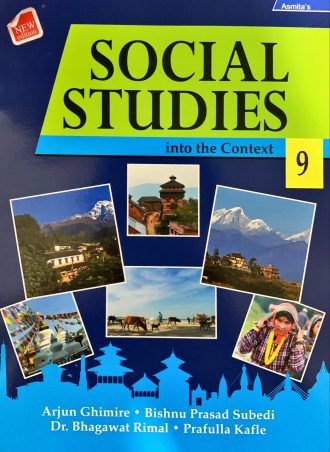 Asmita's
NEW
edition
SOCIAL
STUDIES
into the Context
9
Arjun Ghimire • Bishnu Prasad Subedi
Dr. Bhagawat Rimal • Prafulla Kafle